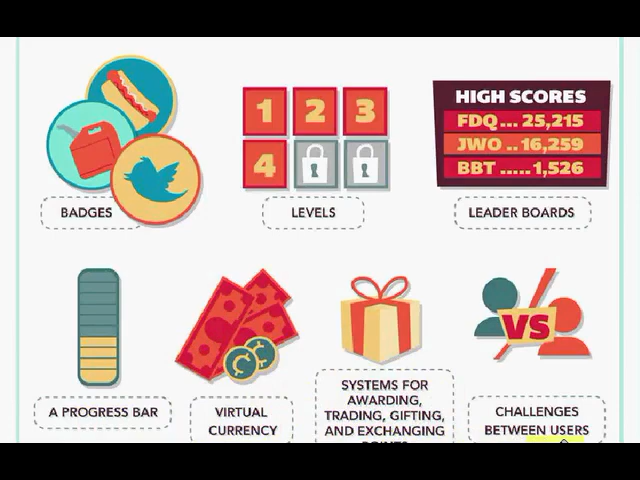 1 2 3
4
HIGH SCORES
FDQ... 25,215
JWO .. 16,259
BBT.....1,526
BADGES
LEVELS
LEADER BOARDS
VS
A PROGRESS BAR
VIRTUAL
CURRENCY
SYSTEMS FOR
AWARDING,
TRADING, GIFTING,
AND EXCHANGING
CHALLENGES
BETWEEN USERS